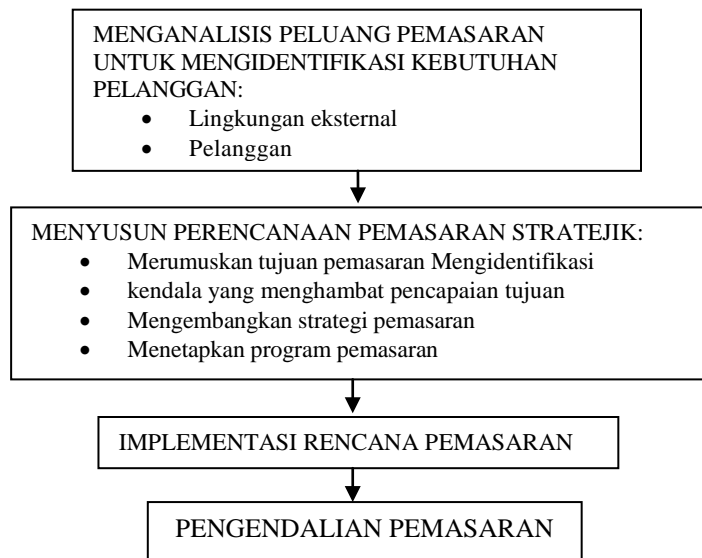 MENGANALISIS PELUANG PEMASARAN
UNTUK MENGIDENTIFIKASI KEBUTUHAN
PELANGGAN:
• Lingkungan eksternal
• Pelanggan
MENYUSUN PERENCANAAN PEMASARAN STRATEJIK:
• Merumuskan tujuan pemasaran Mengidentifikasi
• kendala yang menghambat pencapaian tujuan
• Mengembangkan strategi pemasaran
• Menetapkan program pemasaran
IMPLEMENTASI RENCANA PEMASARAN
PENGENDALIAN PEMASARAN